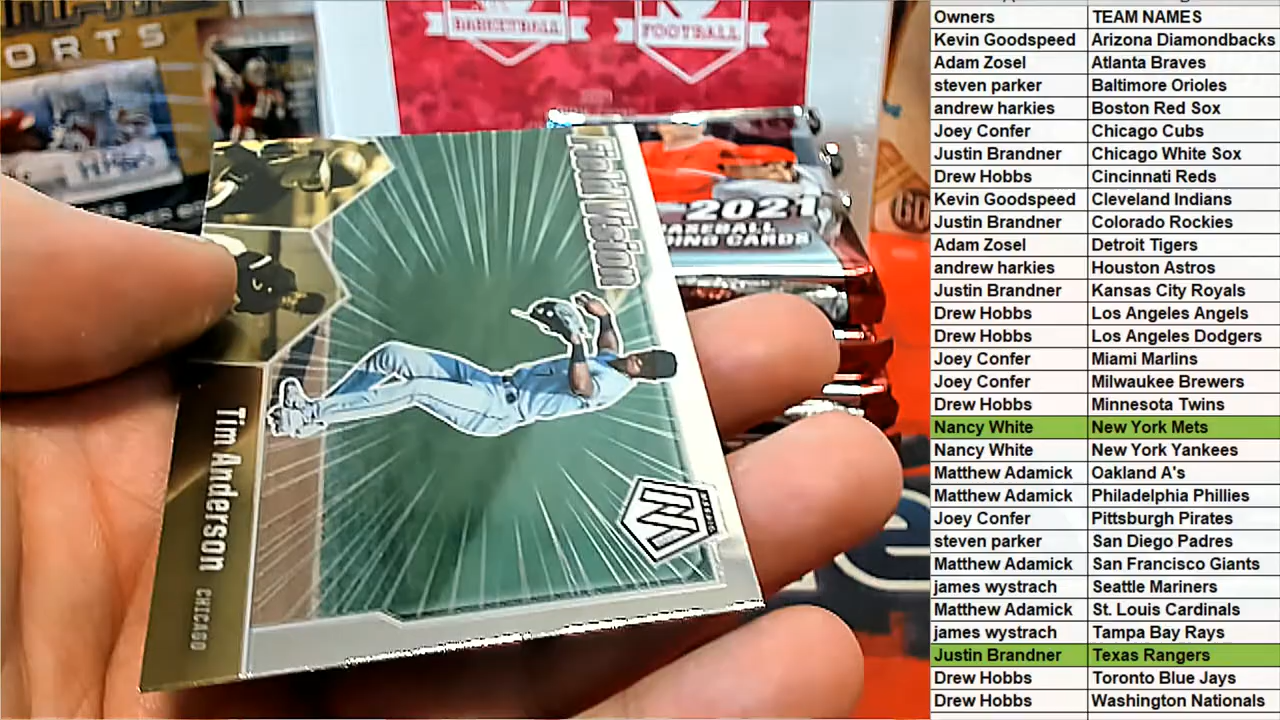 ORTS
BASKETBALL
FOOTBALL
2021
BASEBALL
Field Vision
MOSAIC
Tim Anderson CHICAGO
Owners TEAM NAMES
Kevin Goodspeed Arizona Diamondbacks
Adam Zosel Atlanta Braves
steven parker Baltimore Orioles
andrew harkies Boston Red Sox
Joey Confer Chicago Cubs
Justin Brandner Chicago White Sox
Drew Hobbs Cincinnati Reds
Kevin Goodspeed Cleveland Indians
Justin Brandner Colorado Rockies
Adam Zosel Detroit Tigers
andrew harkies Houston Astros
Justin Brandner Kansas City Royals
Drew Hobbs Los Angeles Angels
Drew Hobbs Los Angeles Dodgers
Joey Confer Miami Marlins
Joey Confer Milwaukee Brewers
Drew Hobbs Minnesota Twins
Nancy White New York Mets
Nancy White New York Yankees
Matthew Adamick Oakland A's
Matthew Adamick Philadelphia Phillies
Joey Confer Pittsburgh Pirates
steven parker San Diego Padres
Matthew Adamick San Francisco Giants
james wystrach Seattle Mariners
Matthew Adamick St. Louis Cardinals
james wystrach Tampa Bay Rays
Justin Brandner Texas Rangers
Drew Hobbs Toronto Blue Jays
Drew Hobbs Washington Nationals